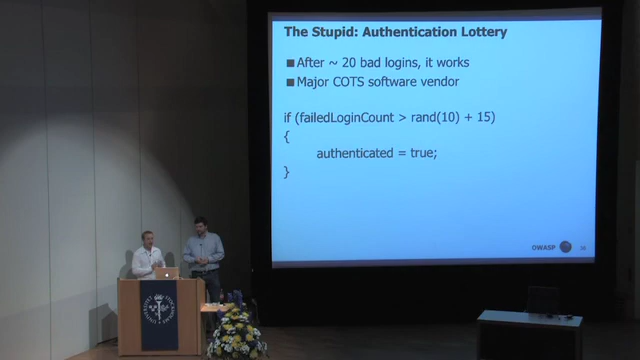 The Stupid: Authentication Lottery
■ After ~ 20 bad logins, it works
■ Major COTS software vendor
if (failedLoginCount > rand(10) + 15)
{
authenticated = true;
}
OWASP